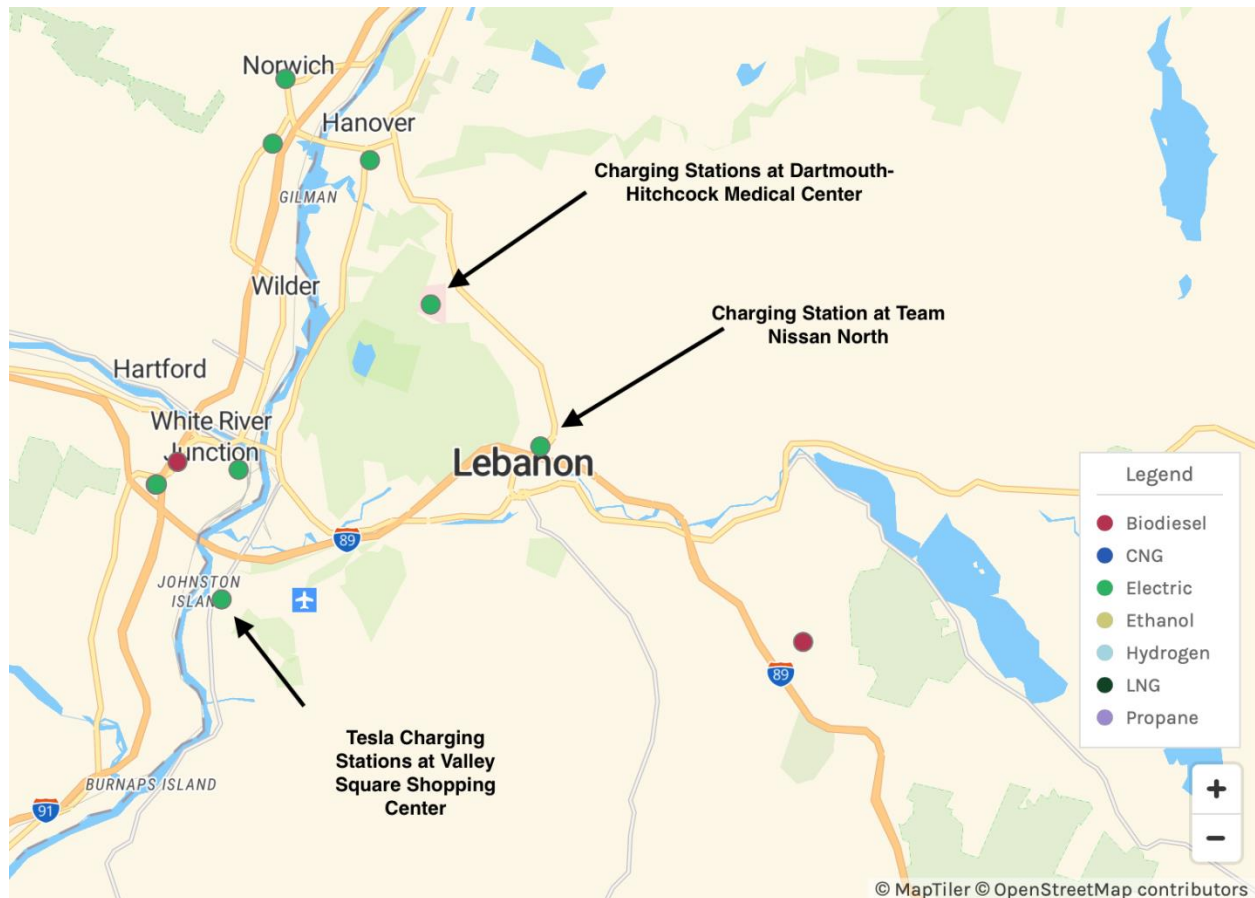 Norwich
Hanover
GILMAN
Charging Stations at Dartmouth-
Hitchcock Medical Center
Wilder
Charging Station at Team
Nissan North
Hartford
White River
Junction
Lebanon
89
JOHNSTON
ISLAND
89
Tesla Charging
Stations at Valley
Square Shopping
Center
BURNAPS ISLAND
91
Legend
Biodiesel
CNG
Electric
Ethanol
Hydrogen
LNG
Propane
+
−
© MapTiler © OpenStreetMap contributors